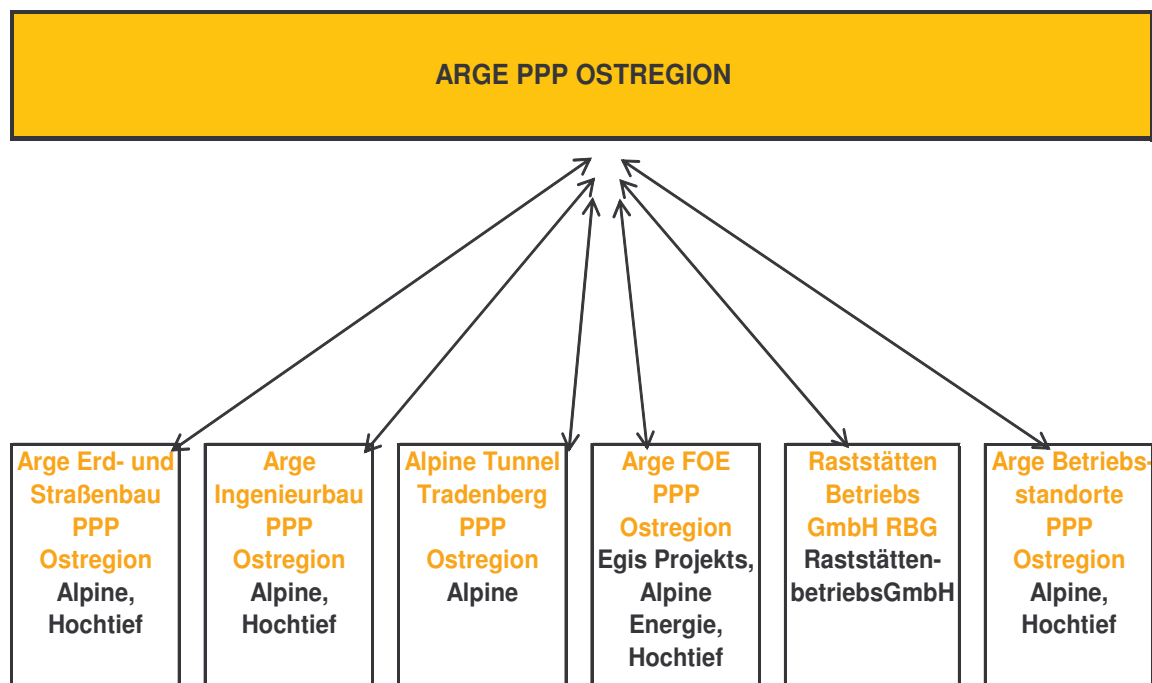 ARGE PPP OSTREGION
Arge Erd- und
Straßenbau
PPP
Ostregion
Alpine,
Hochtief
Arge
Ingenieurbau
PPP
Ostregion
Alpine,
Hochtief
Alpine Tunnel
Tradenberg
PPP
Ostregion
Alpine
Arge FOE
PPP
Ostregion
Egis Projekts,
Alpine
Energie,
Hochtief
Raststätten
Betriebs
GmbH RBG
Raststätten-
betriebsGmbH
Arge Betriebs-
standorte
PPP
Ostregion
Alpine,
Hochtief